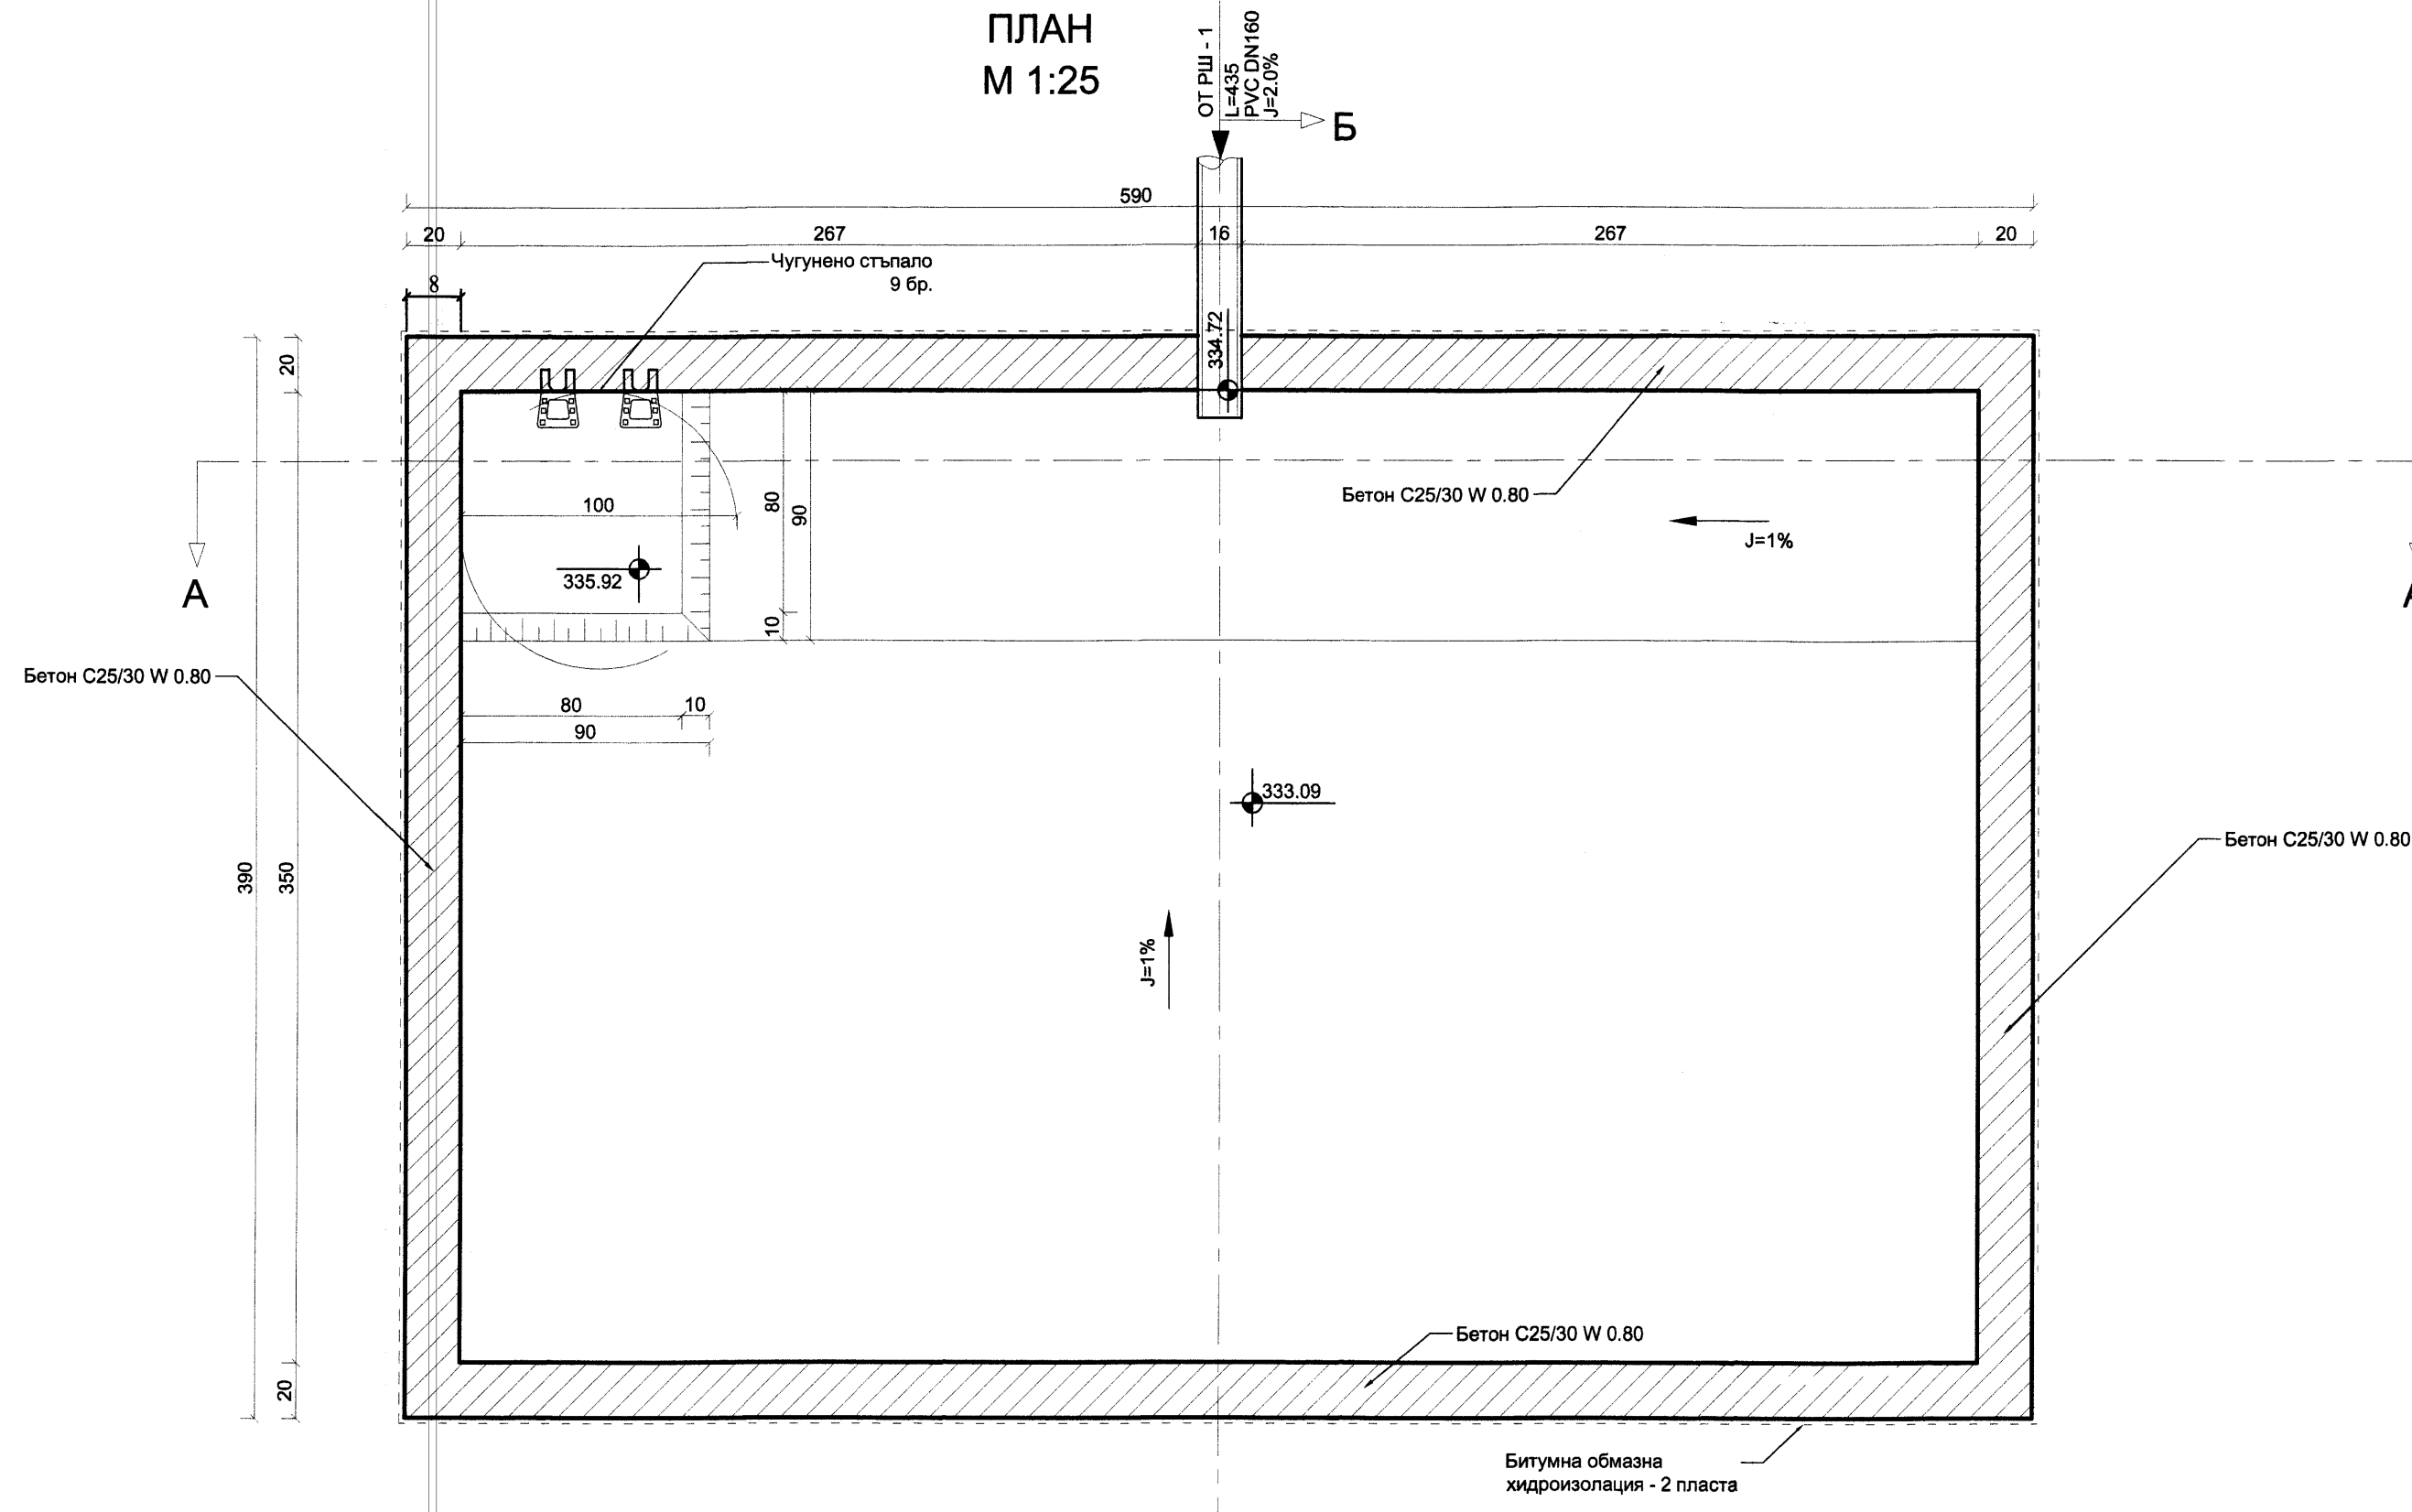 ПЛАН
М 1:25
ОТ РШ - 1
L=435
PVC DN160
J=2.0%
Б
590
20
267
16
267
20
Чугунено стъпало
9 бр.
8
20
334.72
100
80
90
Бетон C25/30 W 0.80
J=1%
335.92
А
10
Бетон C25/30 W 0.80
80
10
90
333.09
Бетон C25/30 W 0.80
390
350
J=1%
Бетон C25/30 W 0.80
20
Битумна обмазна
хидроизолация - 2 пласта